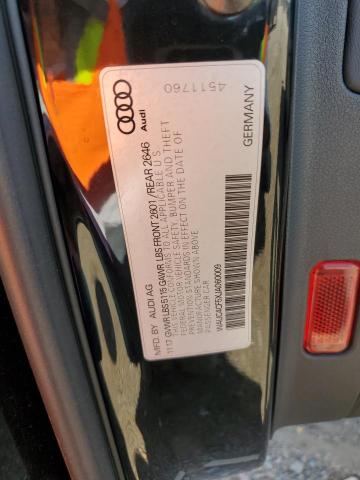 4511760
Audi
GERMANY
MFD. BY AUDI AG
11 17 GVWR LBS 5115 GAWR. LBS FRONT 2601 / REAR 2646
THIS VEHICLE CONFORMS TO ALL APPLICABLE U S
FEDERAL MOTOR VEHICLE SAFETY, BUMPER AND THEFT
PREVENTION STANDARDS IN EFFECT ON THE DATE OF
MANUFACTURE SHOWN ABOVE
PASSENGER CAR
WAUC4CF5XJA060009